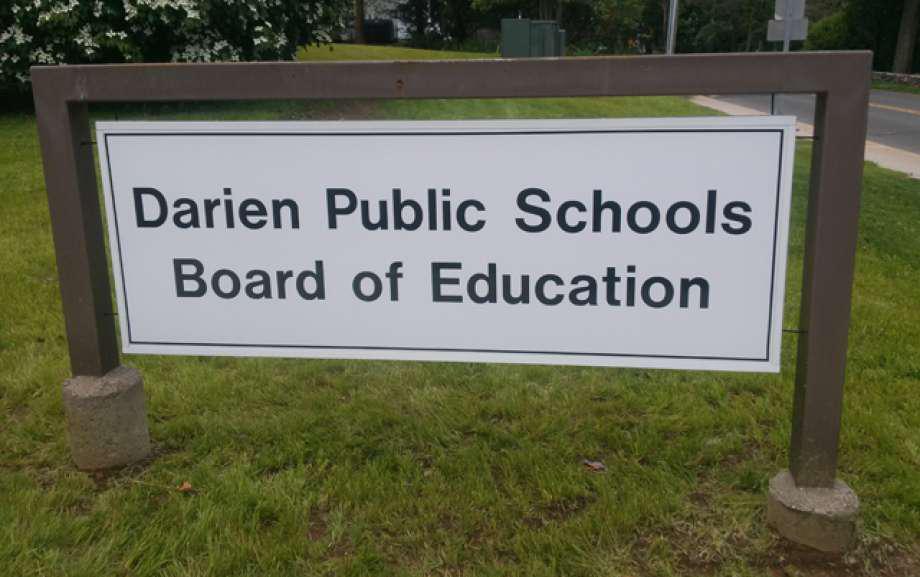 Darien Public Schools
Board of Education